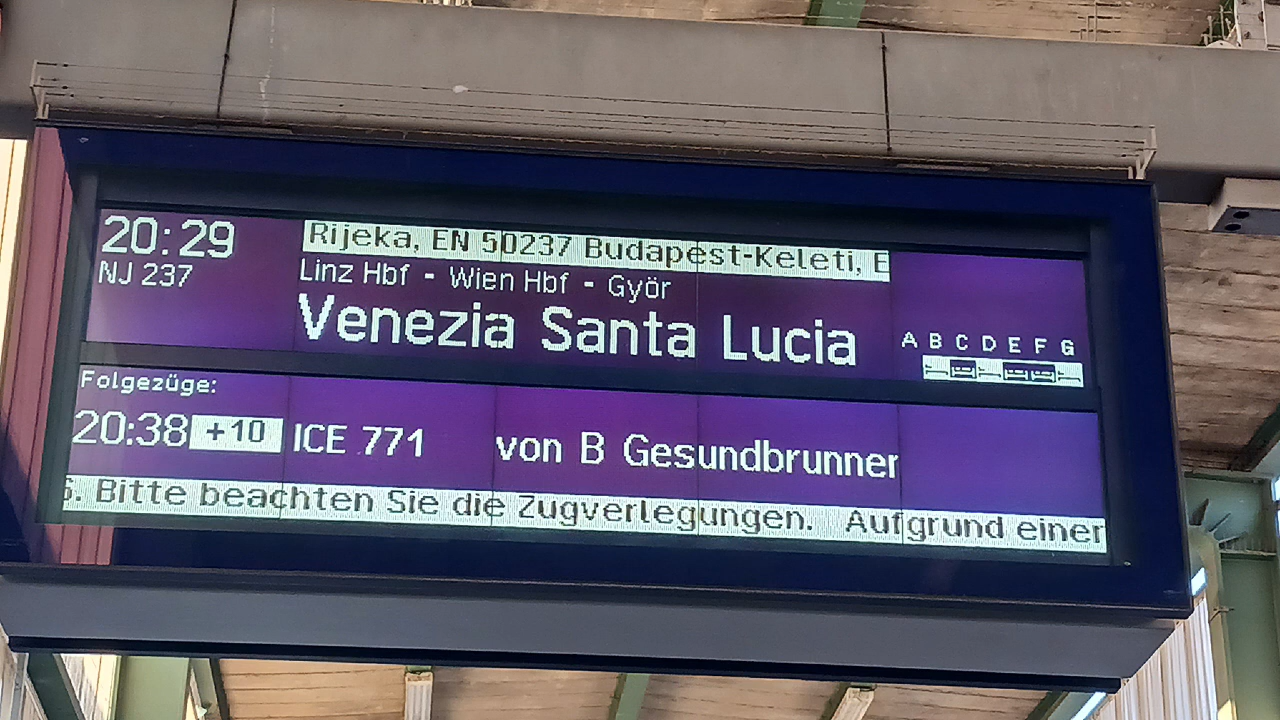 20:29
Rijeka, EN 50237 Budapest-Keleti, E
NJ 237
Linz Hbf - Wien Hbf - Györ
Venezia Santa Lucia
A B C D E F G
Folgezüge:
20:38 +10 ICE 771 von B Gesundbrunner
6. Bitte beachten Sie die Zugverlegungen. Aufgrund einer